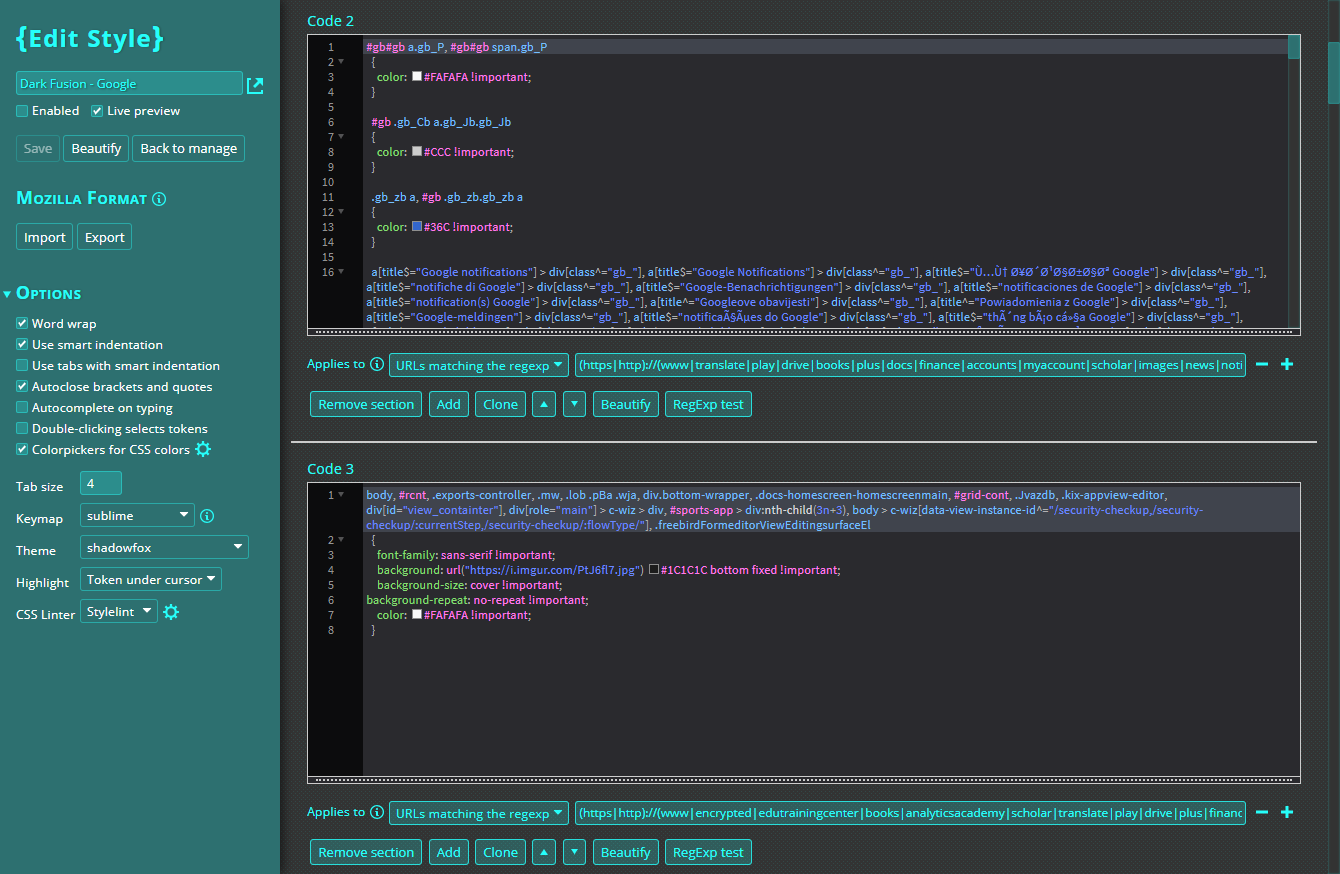 {Edit Style}
Dark Fusion - Google
Enabled Live preview
Save Beautify Back to manage
Mozilla Format
Import Export
Options
Word wrap
Use smart indentation
Use tabs with smart indentation
Autoclose brackets and quotes
Autocomplete on typing
Double-clicking selects tokens
Colorpickers for CSS colors
Tab size 4
Keymap sublime
Theme shadowfox
Highlight Token under cursor
CSS Linter Stylelint
Code 2
1 #gb#gb a.gb_P, #gb#gb span.gb_P
2 {
3 color: #FAFAFA !important;
4 }
5
6 #gb .gb_Cb a.gb_Jb.gb_Jb
7 {
8 color: #CCC !important;
9 }
10
11 .gb_zb a, #gb .gb_zb.gb_zb a
12 {
13 color: #36C !important;
14 }
15
16 a[title$="Google notifications"] > div[class^="gb_"], a[title$="Google Notifications"] > div[class^="gb_"], a[title$="Ù…Ù† Ø¥Ø´Ø¹Ø§Ø±Ø§Øª Google"] > div[class^="gb_"],
a[title$="notifiche di Google"] > div[class^="gb_"], a[title$="Google-Benachrichtigungen"] > div[class^="gb_"], a[title$="notificaciones de Google"] > div[class^="gb_"],
a[title$="notification(s) Google"] > div[class^="gb_"], a[title^="Googleove obavijesti"] > div[class^="gb_"], a[title^="Powiadomienia z Google"] > div[class^="gb_"],
a[title$="Google-meldingen"] > div[class^="gb_"], a[title$="notificaÃ§Ãµes do Google"] > div[class^="gb_"], a[title$="thÃ´ng bÃ¡o cá»§a Google"] > div[class^="gb_"],
Applies to URLs matching the regexp (https|http)://(www|translate|play|drive|books|plus|docs|finance|accounts|myaccount|scholar|images|news|noti
Remove section Add Clone ▲ ▼ Beautify RegExp test
Code 3
1 body, #rcnt, .exports-controller, .mw, .lob .pBa .wja, div.bottom-wrapper, .docs-homescreen-homescreenmain, #grid-cont, .Jvazdb, .kix-appview-editor,
div[id="view_containter"], div[role="main"] > c-wiz > div, #sports-app > div:nth-child(3n+3), body > c-wiz[data-view-instance-id^="/security-checkup,/security-
checkup/:currentStep,/security-checkup/:flowType/"], .freebirdFormeditorViewEditingsurfaceEl
2 {
3 font-family: sans-serif !important;
4 background: url("https://i.imgur.com/PtJ6fl7.jpg") #1C1C1C bottom fixed !important;
5 background-size: cover !important;
6 background-repeat: no-repeat !important;
7 color: #FAFAFA !important;
8 }
Applies to URLs matching the regexp (https|http)://(www|encrypted|edutrainingcenter|books|analyticsacademy|scholar|translate|play|drive|plus|financ
Remove section Add Clone ▲ ▼ Beautify RegExp test